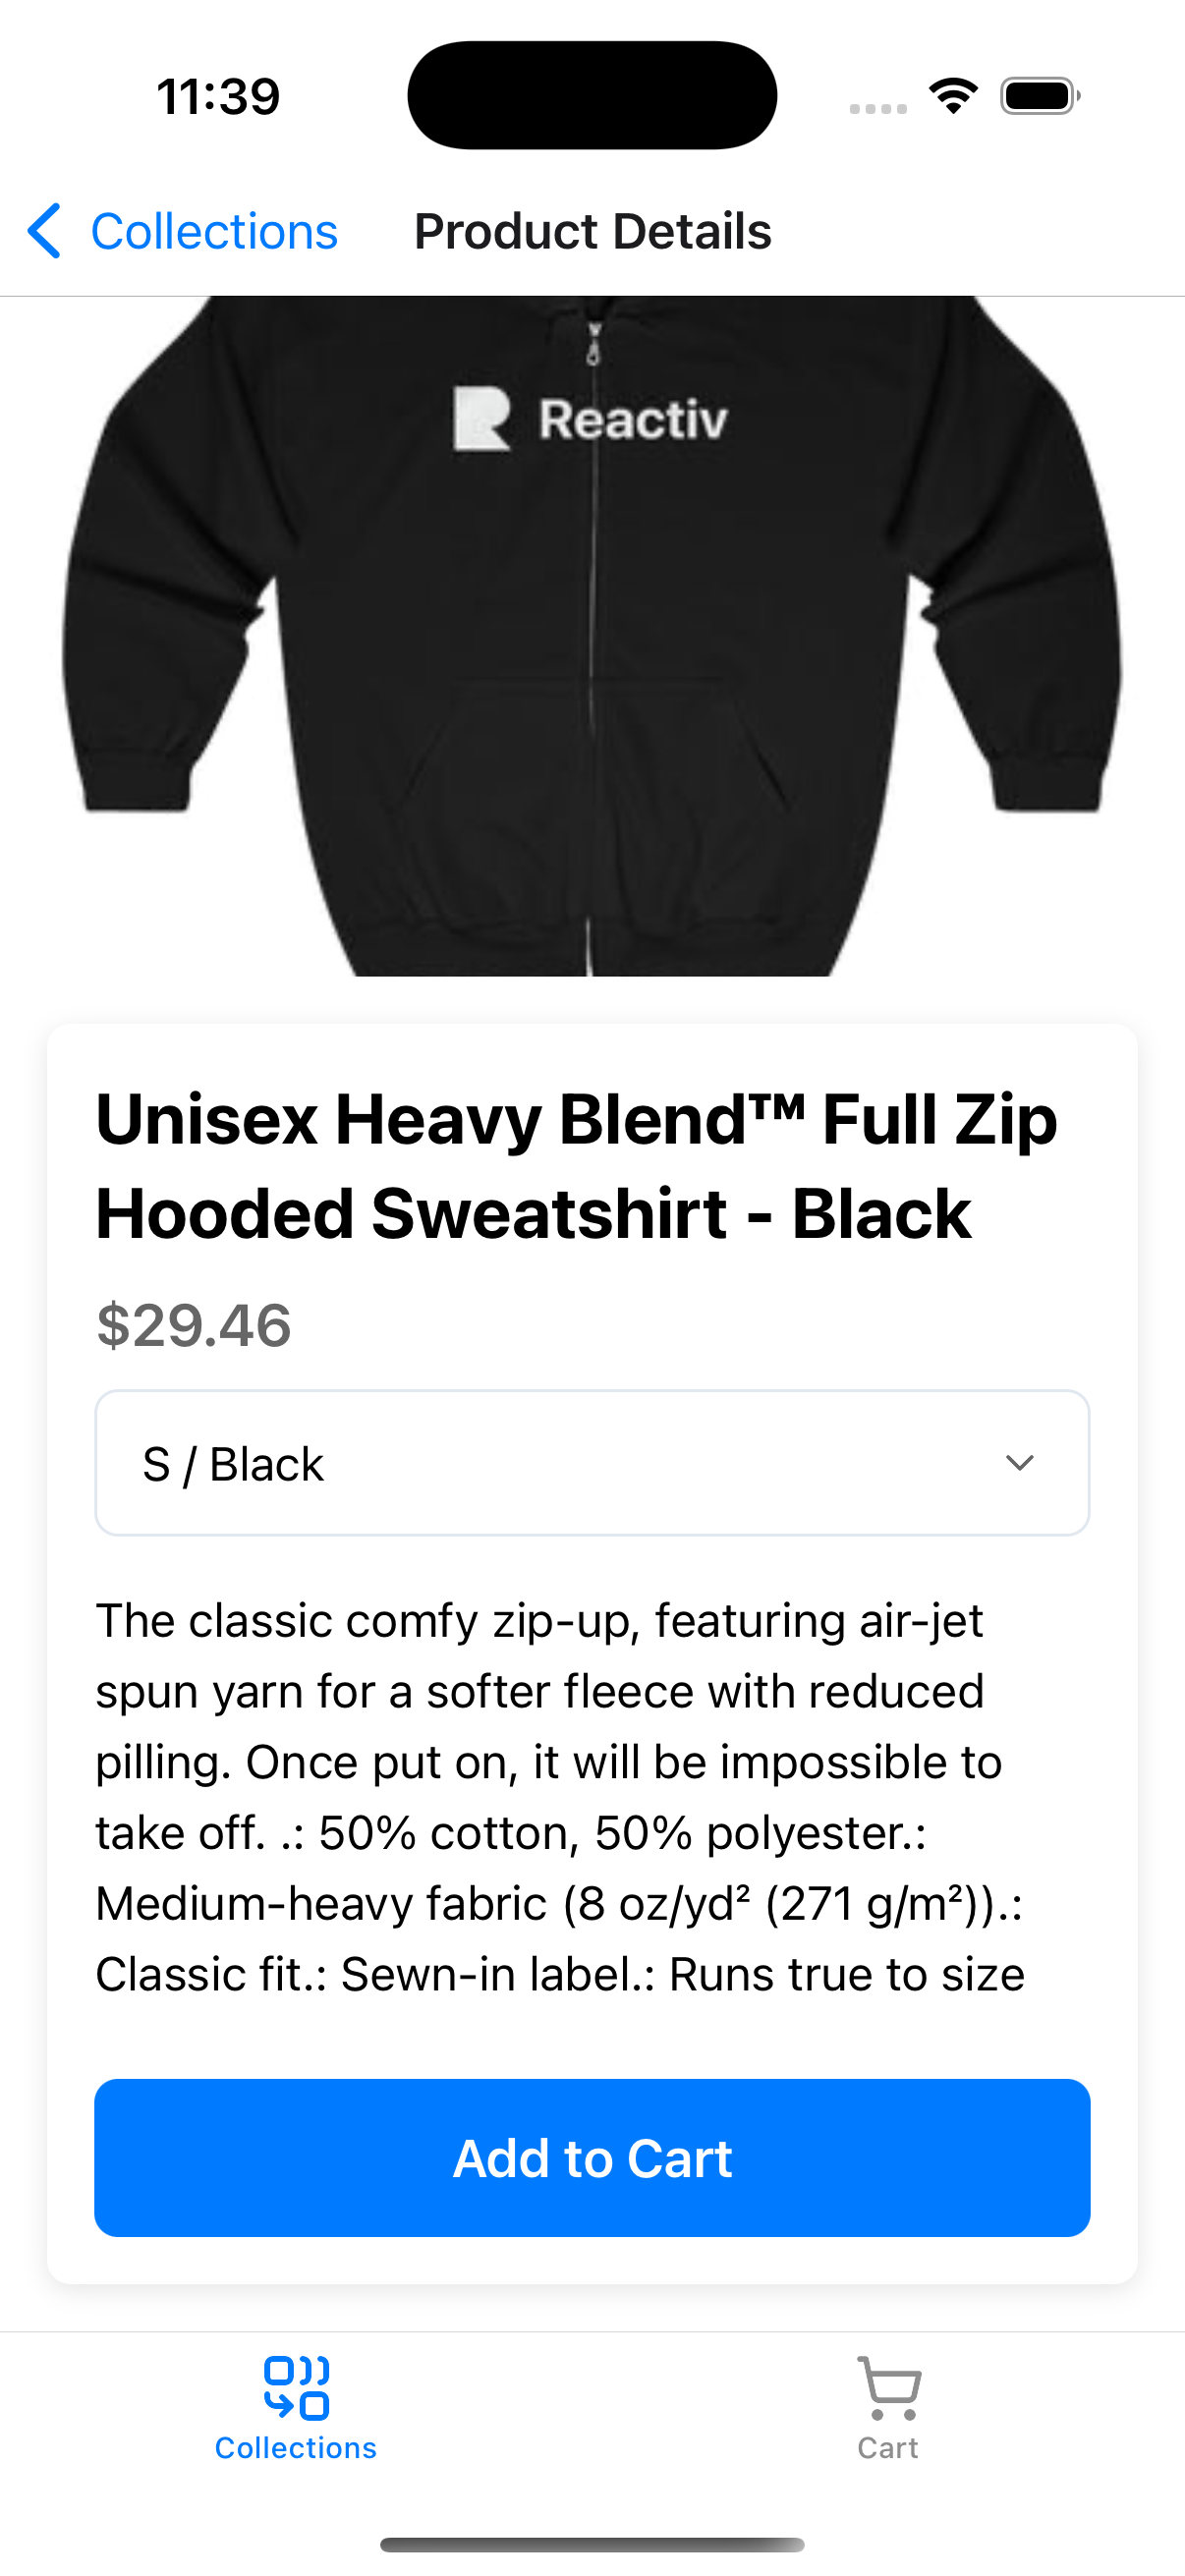 11:39
Collections
Product Details
Reactiv
Unisex Heavy Blend™ Full Zip
Hooded Sweatshirt - Black
$29.46
S / Black
The classic comfy zip-up, featuring air-jet
spun yarn for a softer fleece with reduced
pilling. Once put on, it will be impossible to
take off. .: 50% cotton, 50% polyester.:
Medium-heavy fabric (8 oz/yd² (271 g/m²)).:
Classic fit.: Sewn-in label.: Runs true to size
Add to Cart
Collections
Cart